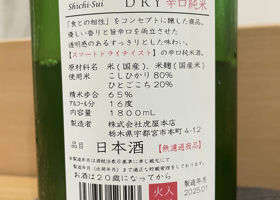 Shichi-Sui DRY 辛口純米
「食との相性」をコンセプトに醸した商品。
優しい香りと旨辛口を両立させた
透明感のあるすっきりとした味わい。
【スマートドライテイスト】の辛口純米酒。
原材料名 米(国産)、米麹(国産米)
使用米 こしひかり80%
ひとごこち20%
精米歩合 65%
アルコール分 16度
内容量 1800mL
製造者 株式会社虎屋本店
栃木県宇都宮市本町4-12
日本酒 【無濾過商品】
お酒は20歳になってから
火入
製造年月
2025.01